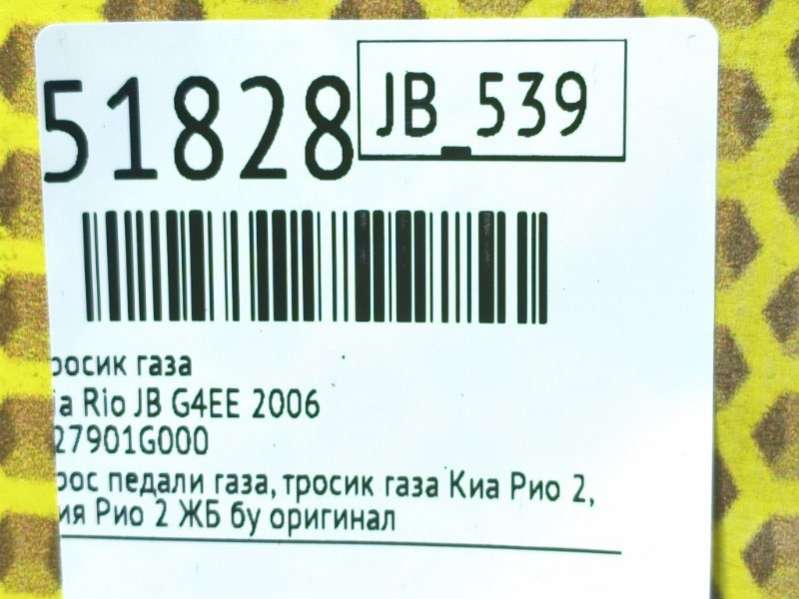 51828 JB_539
росик газа
ia Rio JB G4EE 2006
27901G000
рос педали газа, тросик газа Киа Рио 2,
ия Рио 2 ЖБ бу оригинал